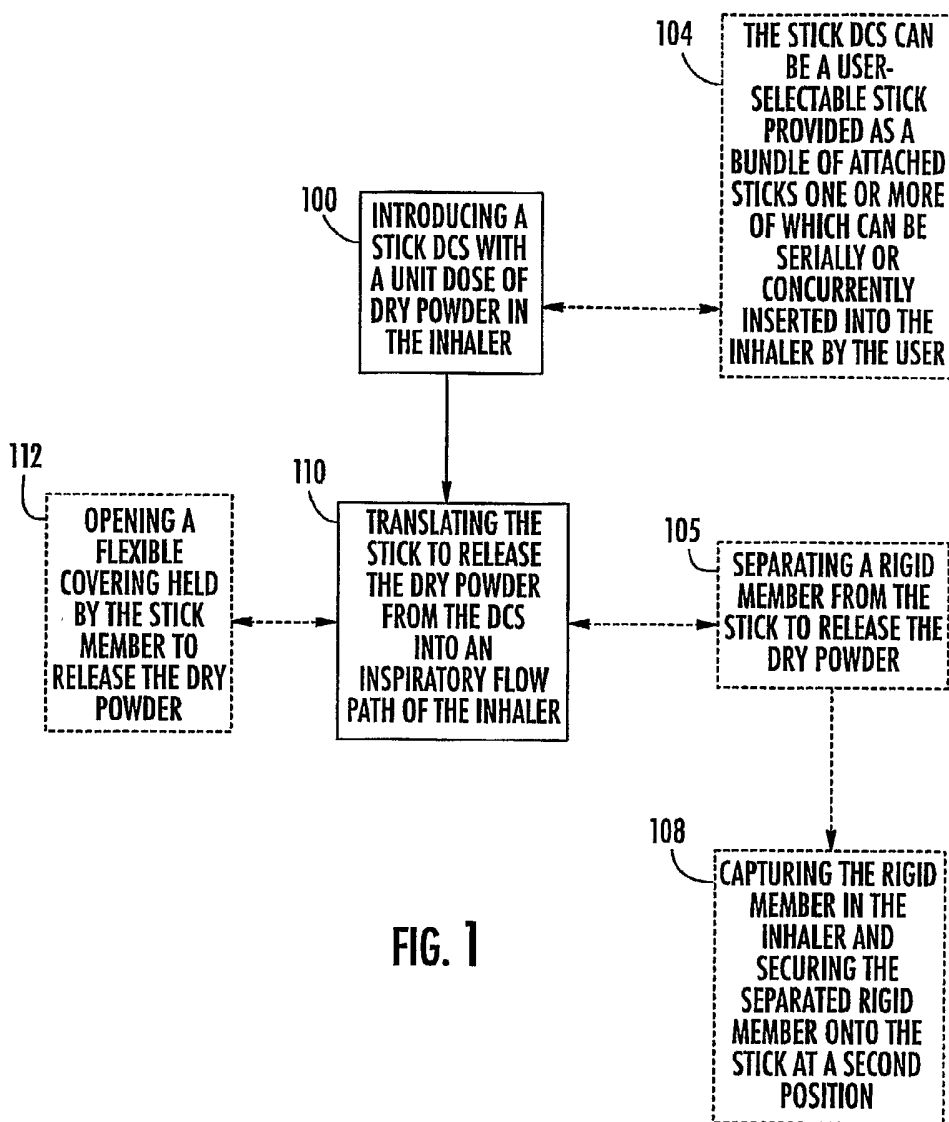 104
THE STICK DCS CAN
BE A USER-
SELECTABLE STICK
PROVIDED AS A
BUNDLE OF ATTACHED
STICKS ONE OR MORE
OF WHICH CAN BE
SERIALLY OR
CONCURRENTLY
INSERTED INTO THE
INHALER BY THE USER
100
INTRODUCING A
STICK DCS WITH
A UNIT DOSE OF
DRY POWDER IN
THE INHALER
112
OPENING A
FLEXIBLE
COVERING HELD
BY THE STICK
MEMBER TO
RELEASE THE DRY
POWDER
110
TRANSLATING THE
STICK TO RELEASE
THE DRY POWDER
FROM THE DCS
INTO AN
INSPIRATORY FLOW
PATH OF THE INHALER
105
SEPARATING A RIGID
MEMBER FROM THE
STICK TO RELEASE THE
DRY POWDER
108
CAPTURING THE RIGID
MEMBER IN THE
INHALER AND
SECURING THE
SEPARATED RIGID
MEMBER ONTO THE
STICK AT A SECOND
POSITION
FIG. 1